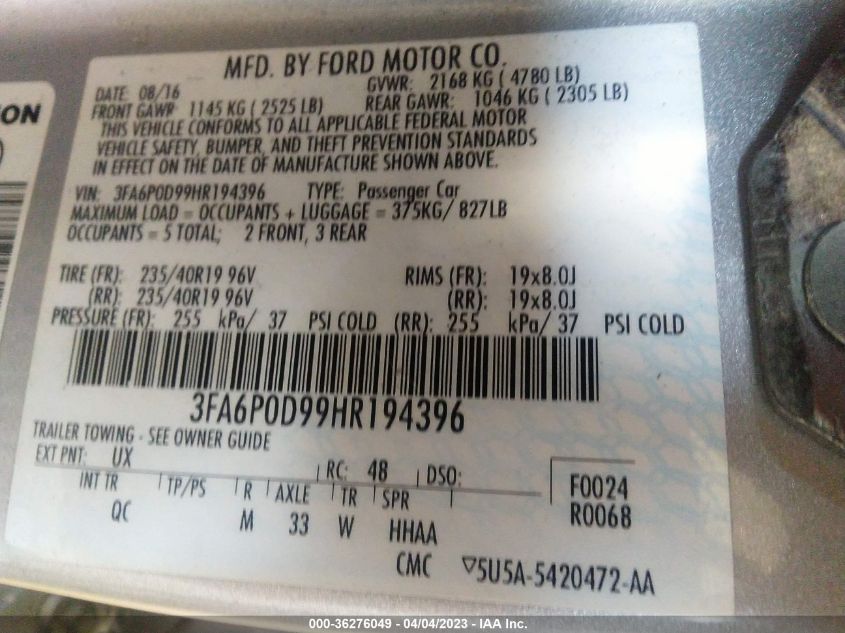 MFD. BY FORD MOTOR CO.
DATE: 08/16 GVWR: 2168 KG ( 4780 LB)
FRONT GAWR: 1145 KG ( 2525 LB) REAR GAWR: 1046 KG ( 2305 LB)
THIS VEHICLE CONFORMS TO ALL APPLICABLE FEDERAL MOTOR
VEHICLE SAFETY, BUMPER, AND THEFT PREVENTION STANDARDS
IN EFFECT ON THE DATE OF MANUFACTURE SHOWN ABOVE.
VIN: 3FA6P0D99HR194396 TYPE: Passenger Car
MAXIMUM LOAD = OCCUPANTS + LUGGAGE = 375KG/ 827LB
OCCUPANTS = 5 TOTAL; 2 FRONT, 3 REAR
TIRE (FR): 235/40R19 96V RIMS (FR): 19x8.0J
(RR): 235/40R19 96V (RR): 19x8.0J
PRESSURE (FR): 255 kPa/ 37 PSI COLD (RR): 255 kPa/ 37 PSI COLD
3FA6P0D99HR194396
TRAILER TOWING - SEE OWNER GUIDE
EXT PNT: UX RC: 48 DSO:
INT TR TP/PS R AXLE TR SPR F0024
QC M 33 W HHAA R0068
CMC ▽5U5A-5420472-AA
ON
000-36276049 - 04/04/2023 - IAA Inc.